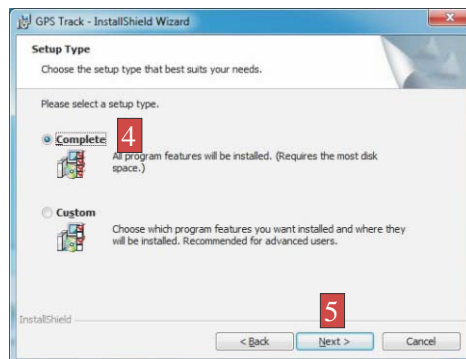 GPS Track - InstallShield Wizard
Setup Type
Choose the setup type that best suits your needs.
Please select a setup type.
Complete
4
All program features will be installed. (Requires the most disk
space.)
Custom
Choose which program features you want installed and where they
will be installed. Recommended for advanced users.
5
InstallShield
< Back
Next >
Cancel